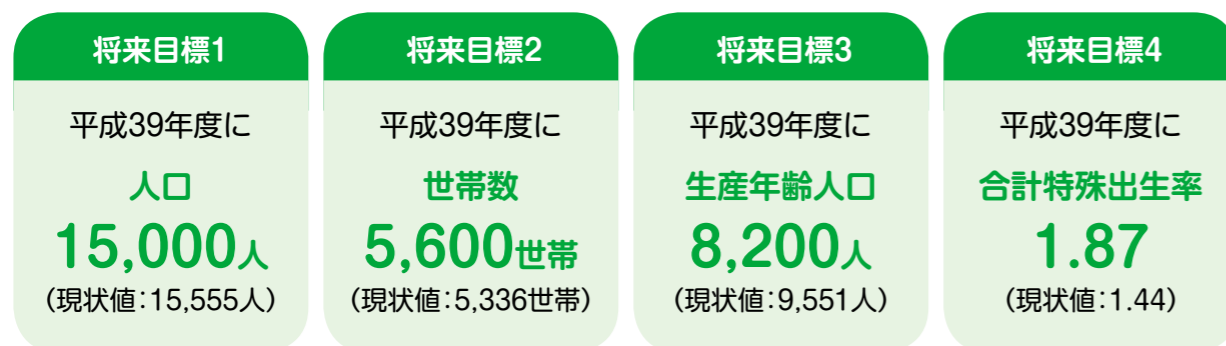 将来目標1
平成39年度に
人口
15,000人
(現状値:15,555人)
将来目標2
平成39年度に
世帯数
5,600世帯
(現状値:5,336世帯)
将来目標3
平成39年度に
生産年齢人口
8,200人
(現状値:9,551人)
将来目標4
平成39年度に
合計特殊出生率
1.87
(現状値:1.44)